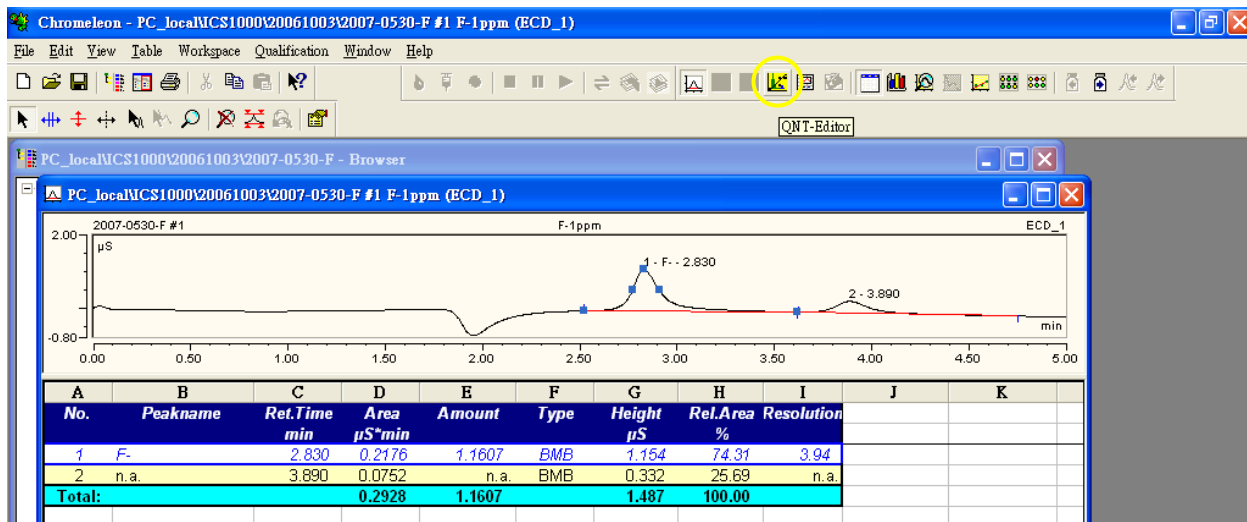 Chromeleon - PC_local\ICS1000\20061003\2007-0530-F #1 F-1ppm (ECD_1)
File Edit View Table Workspace Qualification Window Help
QNT-Editor
PC_local\ICS1000\20061003\2007-0530-F - Browser
PC_local\ICS1000\20061003\2007-0530-F #1 F-1ppm (ECD_1)
2007-0530-F #1 F-1ppm ECD_1
2.00
µS
1 - F- - 2.830
2 - 3.890
min
-0.80
0.00 0.50 1.00 1.50 2.00 2.50 3.00 3.50 4.00 4.50 5.00
A B C D E F G H I J K
No. Peakname Ret.Time Area Amount Type Height Rel.Area Resolution
min µS*min µS %
1 F- 2.830 0.2176 1.1607 BMB 1.154 74.31 3.94
2 n.a. 3.890 0.0752 n.a. BMB 0.332 25.69 n.a.
Total: 0.2928 1.1607 1.487 100.00